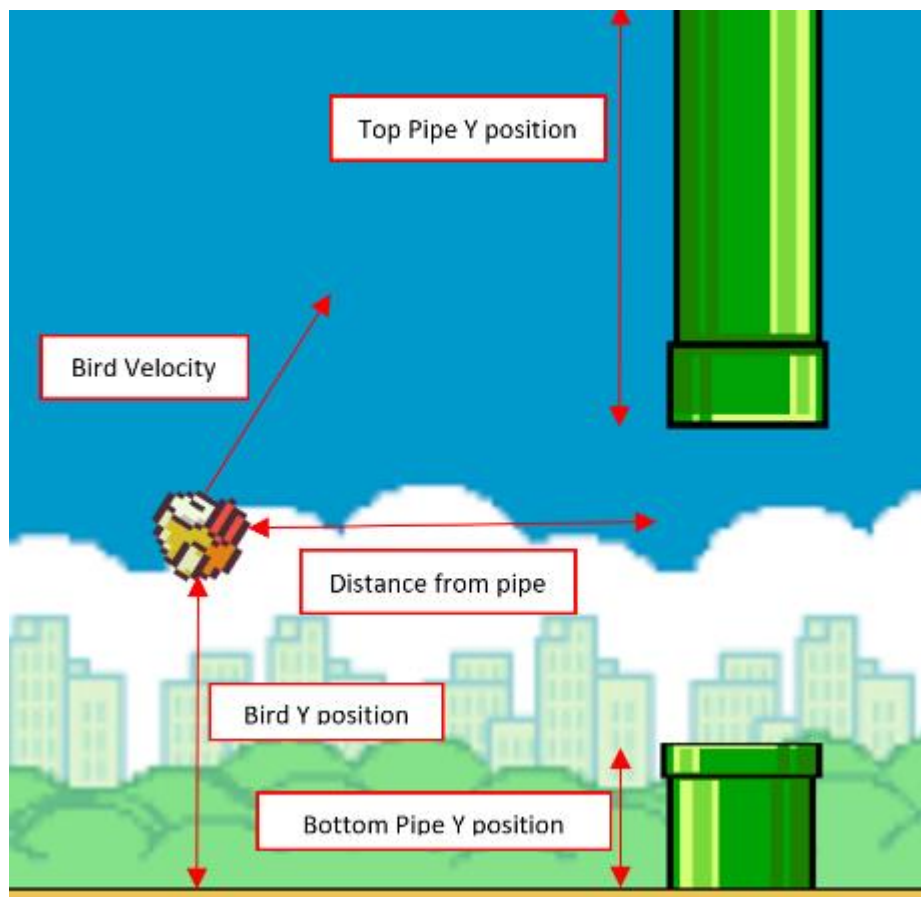 Top Pipe Y position
Bird Velocity
Distance from pipe
Bird Y position
Bottom Pipe Y position